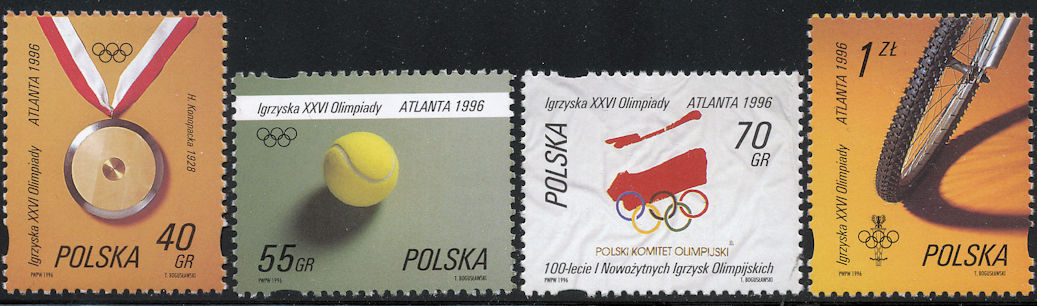 Igrzyska XXVI Olimpiady ATLANTA 1996
H. Konopacka 1928
40
GR
POLSKA
PWPW 1996
T. BOGUSŁAWSKI
Igrzyska XXVI Olimpiady ATLANTA 1996
55 GR
POLSKA
PWPW 1996
T. BOGUSŁAWSKI
Igrzyska XXVI Olimpiady ATLANTA 1996
POLSKA
70
GR
POLSKI KOMITET OLIMPIJSKI
100-lecie I Nowożytnych Igrzysk Olimpijskich
PWPW 1996
T. BOGUSŁAWSKI
1 ZŁ
Igrzyska XXVI Olimpiady ATLANTA 1996
POLSKA
PWPW 1996
T. BOGUSŁAWSKI